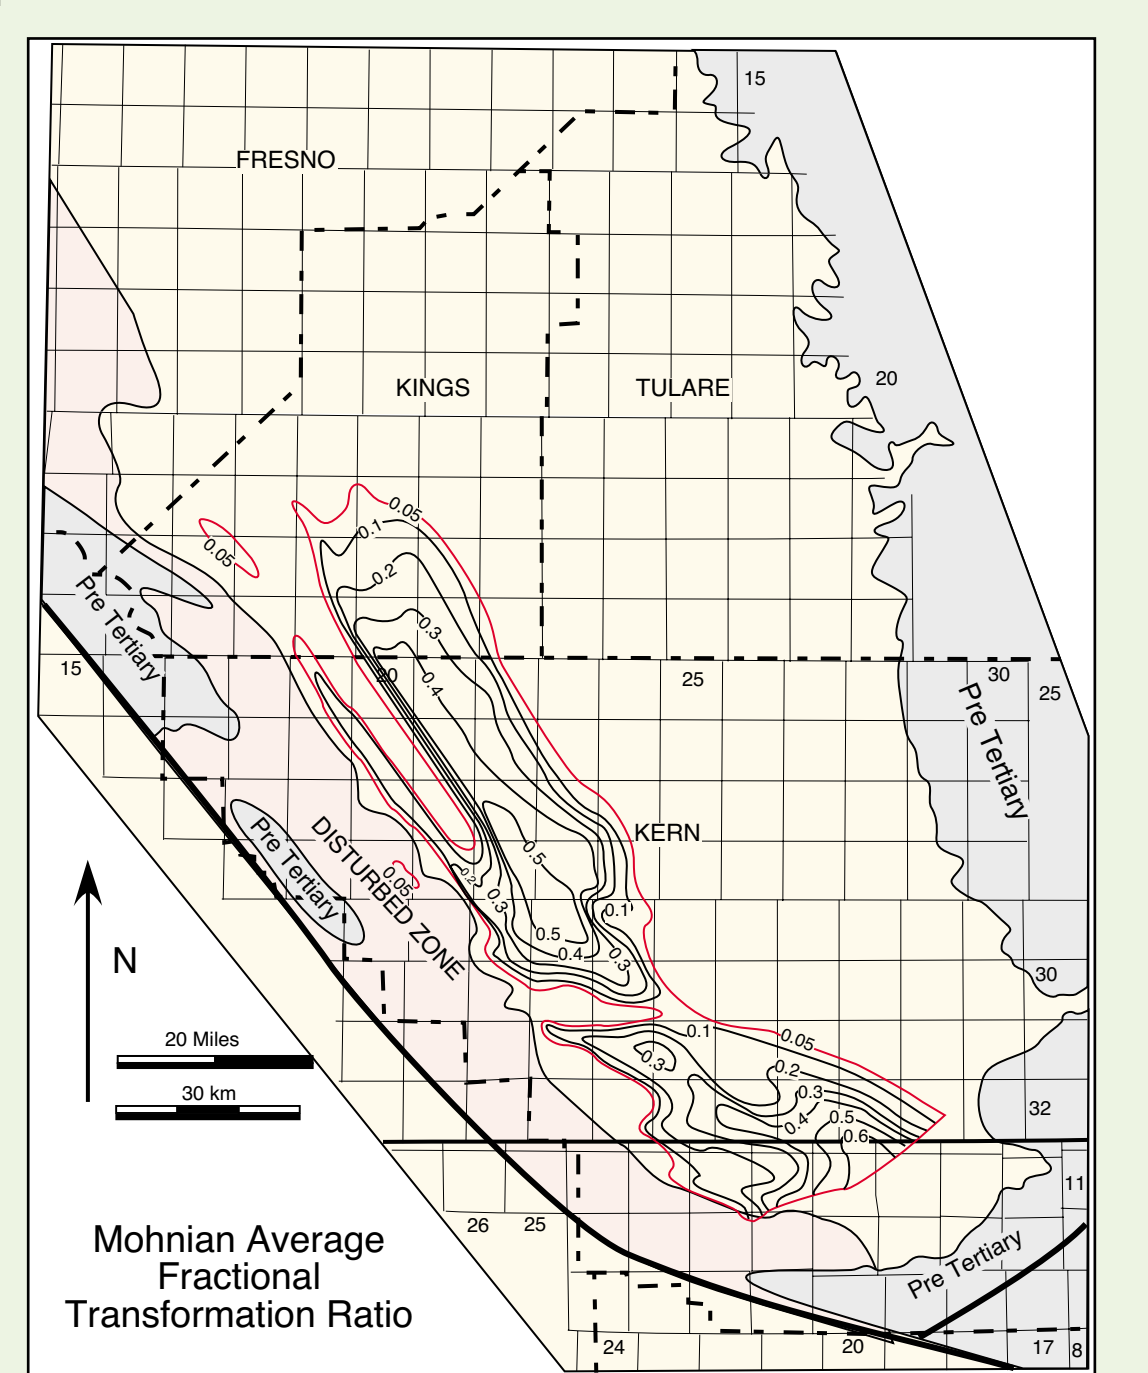 15
FRESNO
20
KINGS
TULARE
0.05
0.1
0.05
0.2
0.3
Pre Tertiary
15
20
25
30
25
0.4
Pre Tertiary
KERN
Pre Tertiary
DISTURBED ZONE
0.5
0.05
0.2
0.3
0.1
0.5
0.4
0.3
N
30
20 Miles
0.1
0.05
0.3
0.2
30 km
0.3
0.4
0.5
0.6
32
11
26
25
Mohnian Average
Fractional
Transformation Ratio
Pre Tertiary
24
20
17
8